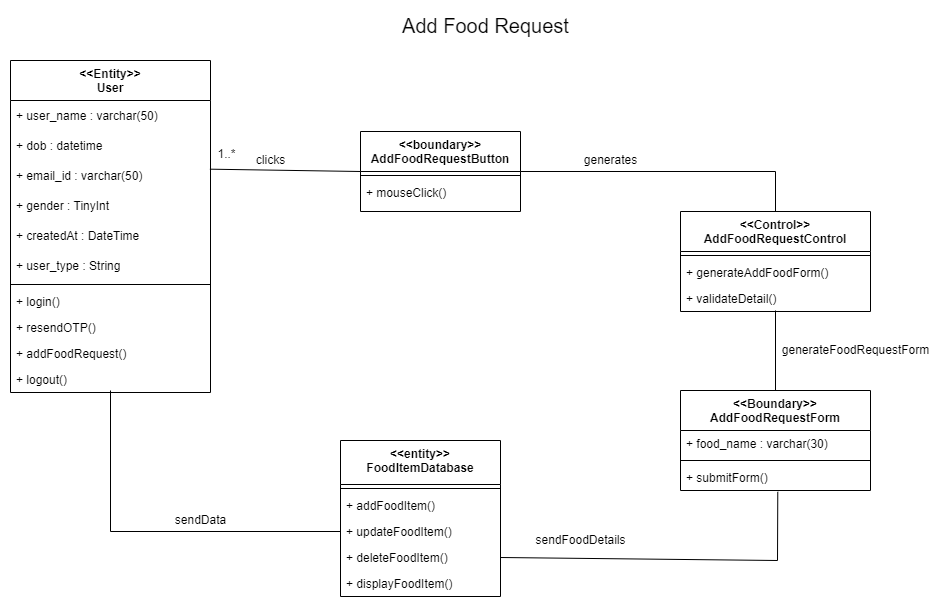 Add Food Request
<<Entity>>
User
+ user_name : varchar(50)
+ dob : datetime
+ email_id : varchar(50)
+ gender : TinyInt
+ createdAt : DateTime
+ user_type : String
+ login()
+ resendOTP()
+ addFoodRequest()
+ logout()
1..*
clicks
<<boundary>>
AddFoodRequestButton
+ mouseClick()
generates
<<Control>>
AddFoodRequestControl
+ generateAddFoodForm()
+ validateDetail()
generateFoodRequestForm
<<Boundary>>
AddFoodRequestForm
+ food_name : varchar(30)
+ submitForm()
sendFoodDetails
<<entity>>
FoodItemDatabase
+ addFoodItem()
+ updateFoodItem()
+ deleteFoodItem()
+ displayFoodItem()
sendData